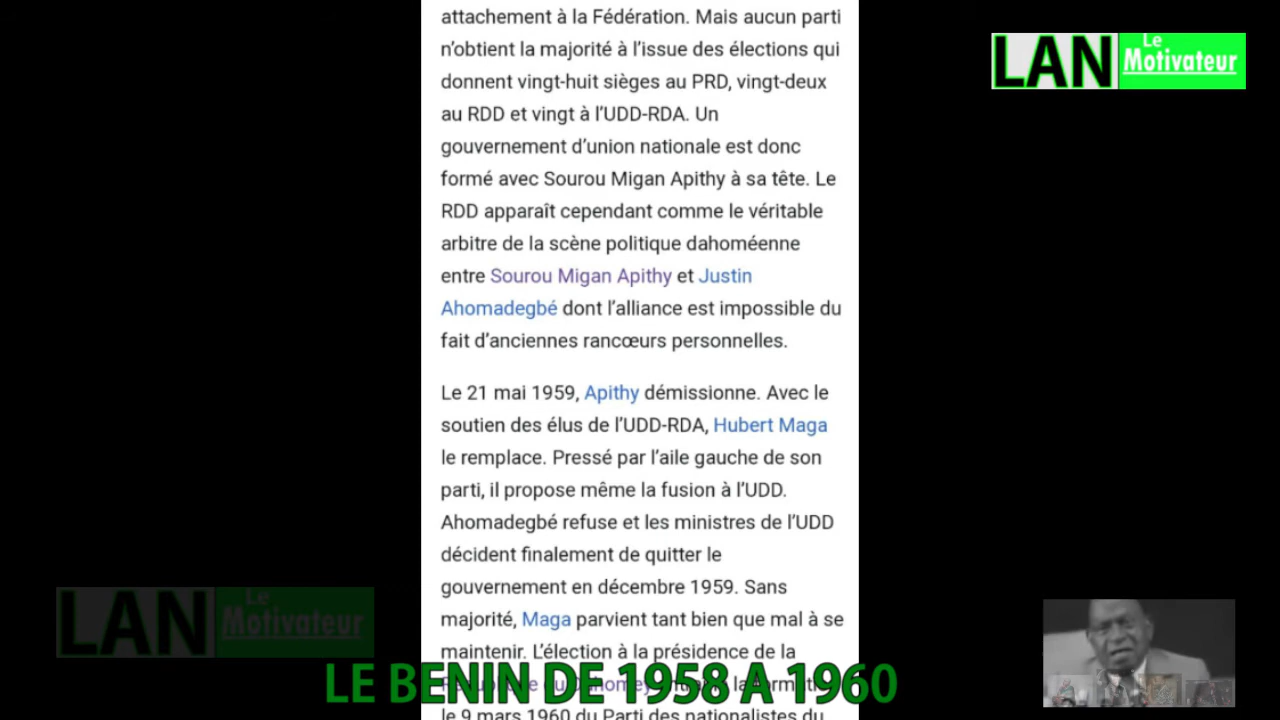 attachement à la Fédération. Mais aucun parti
n’obtient la majorité à l’issue des élections qui
donnent vingt-huit sièges au PRD, vingt-deux
au RDD et vingt à l’UDD-RDA. Un
gouvernement d’union nationale est donc
formé avec Sourou Migan Apithy à sa tête. Le
RDD apparaît cependant comme le véritable
arbitre de la scène politique dahoméenne
entre Sourou Migan Apithy et Justin
Ahomadegbé dont l’alliance est impossible du
fait d’anciennes rancœurs personnelles.
Le 21 mai 1959, Apithy démissionne. Avec le
soutien des élus de l’UDD-RDA, Hubert Maga
le remplace. Pressé par l’aile gauche de son
parti, il propose même la fusion à l’UDD.
Ahomadegbé refuse et les ministres de l’UDD
décident finalement de quitter le
gouvernement en décembre 1959. Sans
majorité, Maga parvient tant bien que mal à se
maintenir. L’élection à la présidence de la
le 9 mars 1960 du Parti des nationalistes du
LAN Le Motivateur
LAN Le Motivateur
LE BENIN DE 1958 A 1960